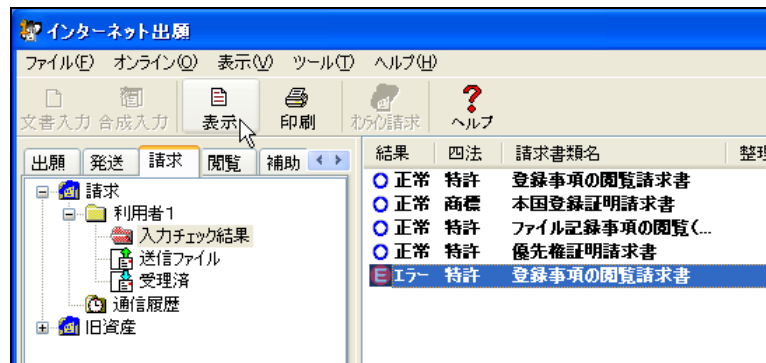 インターネット出願
ファイル(F) オンライン(O) 表示(V) ツール(T) ヘルプ(H)
文書入力 合成入力 表示 印刷 オンライン請求 ヘルプ
出願 発送 請求 閲覧 補助
結果 四法 請求書類名 整理
請求
利用者1
入力チェック結果
送信ファイル
受理済
通信履歴
旧資産
正常 特許 登録事項の閲覧請求書
正常 商標 本国登録証明請求書
正常 特許 ファイル記録事項の閲覧(...
正常 特許 優先権証明請求書
E エラー 特許 登録事項の閲覧請求書